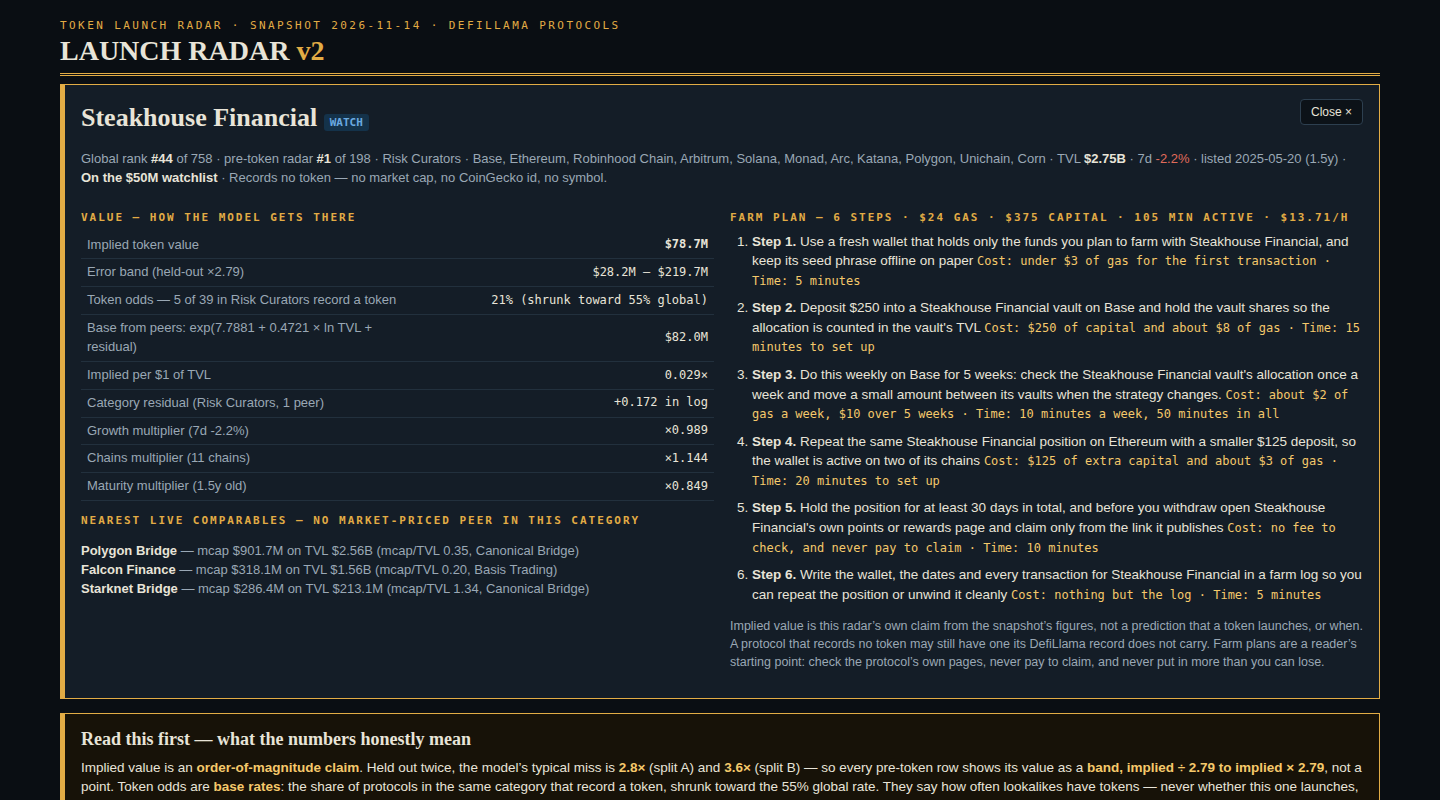 TOKEN LAUNCH RADAR · SNAPSHOT 2026-11-14 · DEFILLAMA PROTOCOLS
LAUNCH RADAR v2
Steakhouse Financial WATCH
Close ×
Global rank #44 of 758 · pre-token radar #1 of 198 · Risk Curators · Base, Ethereum, Robinhood Chain, Arbitrum, Solana, Monad, Arc, Katana, Polygon, Unichain, Corn · TVL $2.75B · 7d -2.2% · listed 2025-05-20 (1.5y) ·
On the $50M watchlist · Records no token — no market cap, no CoinGecko id, no symbol.
VALUE — HOW THE MODEL GETS THERE
Implied token value $78.7M
Error band (held-out ×2.79) $28.2M — $219.7M
Token odds — 5 of 39 in Risk Curators record a token 21% (shrunk toward 55% global)
Base from peers: exp(7.7881 + 0.4721 × ln TVL +
residual) $82.0M
Implied per $1 of TVL 0.029×
Category residual (Risk Curators, 1 peer) +0.172 in log
Growth multiplier (7d -2.2%) ×0.989
Chains multiplier (11 chains) ×1.144
Maturity multiplier (1.5y old) ×0.849
NEAREST LIVE COMPARABLES — NO MARKET-PRICED PEER IN THIS CATEGORY
Polygon Bridge — mcap $901.7M on TVL $2.56B (mcap/TVL 0.35, Canonical Bridge)
Falcon Finance — mcap $318.1M on TVL $1.56B (mcap/TVL 0.20, Basis Trading)
Starknet Bridge — mcap $286.4M on TVL $213.1M (mcap/TVL 1.34, Canonical Bridge)
FARM PLAN — 6 STEPS · $24 GAS · $375 CAPITAL · 105 MIN ACTIVE · $13.71/H
1. Step 1. Use a fresh wallet that holds only the funds you plan to farm with Steakhouse Financial, and
keep its seed phrase offline on paper Cost: under $3 of gas for the first transaction ·
Time: 5 minutes
2. Step 2. Deposit $250 into a Steakhouse Financial vault on Base and hold the vault shares so the
allocation is counted in the vault's TVL Cost: $250 of capital and about $8 of gas · Time: 15
minutes to set up
3. Step 3. Do this weekly on Base for 5 weeks: check the Steakhouse Financial vault's allocation once a
week and move a small amount between its vaults when the strategy changes. Cost: about $2 of
gas a week, $10 over 5 weeks · Time: 10 minutes a week, 50 minutes in all
4. Step 4. Repeat the same Steakhouse Financial position on Ethereum with a smaller $125 deposit, so
the wallet is active on two of its chains Cost: $125 of extra capital and about $3 of gas ·
Time: 20 minutes to set up
5. Step 5. Hold the position for at least 30 days in total, and before you withdraw open Steakhouse
Financial's own points or rewards page and claim only from the link it publishes Cost: no fee to
check, and never pay to claim · Time: 10 minutes
6. Step 6. Write the wallet, the dates and every transaction for Steakhouse Financial in a farm log so you
can repeat the position or unwind it cleanly Cost: nothing but the log · Time: 5 minutes
Implied value is this radar’s own claim from the snapshot’s figures, not a prediction that a token launches, or when.
A protocol that records no token may still have one its DefiLlama record does not carry. Farm plans are a reader’s
starting point: check the protocol’s own pages, never pay to claim, and never put in more than you can lose.
Read this first — what the numbers honestly mean
Implied value is an order-of-magnitude claim. Held out twice, the model’s typical miss is 2.8× (split A) and 3.6× (split B) — so every pre-token row shows its value as a band, implied ÷ 2.79 to implied × 2.79, not a
point. Token odds are base rates: the share of protocols in the same category that record a token, shrunk toward the 55% global rate. They say how often lookalikes have tokens — never whether this one launches,